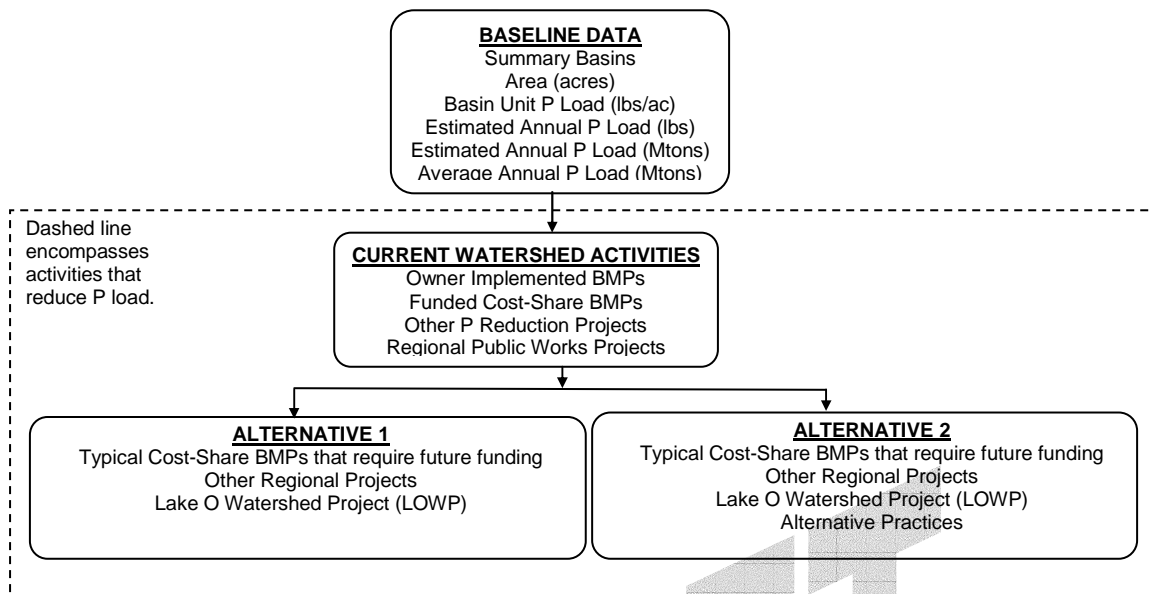 BASELINE DATA
Summary Basins
Area (acres)
Basin Unit P Load (lbs/ac)
Estimated Annual P Load (lbs)
Estimated Annual P Load (Mtons)
Average Annual P Load (Mtons)
Dashed line
encompasses
activities that
reduce P load.
CURRENT WATERSHED ACTIVITIES
Owner Implemented BMPs
Funded Cost-Share BMPs
Other P Reduction Projects
Regional Public Works Projects
ALTERNATIVE 1
Typical Cost-Share BMPs that require future funding
Other Regional Projects
Lake O Watershed Project (LOWP)
ALTERNATIVE 2
Typical Cost-Share BMPs that require future funding
Other Regional Projects
Lake O Watershed Project (LOWP)
Alternative Practices